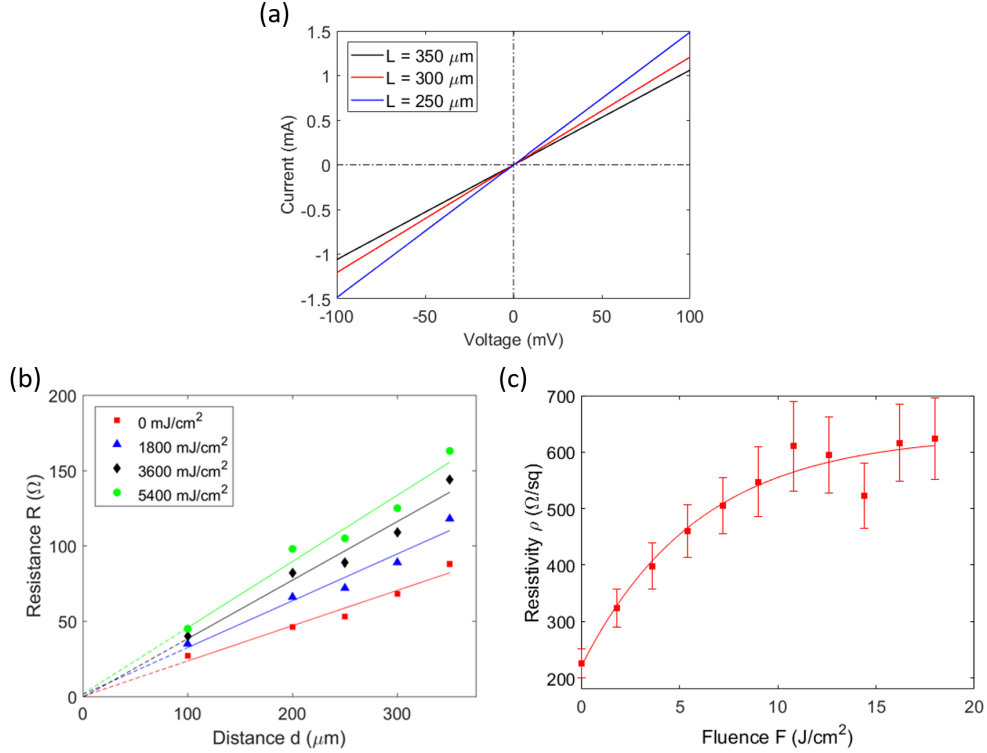 (a)
1.5
1
0.5
0
-0.5
-1
-1.5
Current (mA)
L = 350 μm
L = 300 μm
L = 250 μm
-100
-50
0
50
100
Voltage (mV)
(b)
200
150
100
50
0
Resistance R (Ω)
0 mJ/cm²
1800 mJ/cm²
3600 mJ/cm²
5400 mJ/cm²
0
100
200
300
Distance d (μm)
(c)
700
600
500
400
300
200
Resistivity ρ (Ω/sq)
0
5
10
15
20
Fluence F (J/cm²)